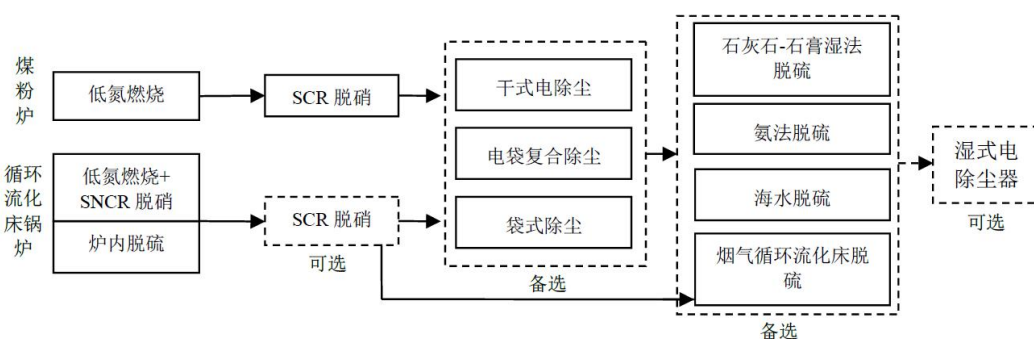 煤
粉
炉
低氮燃烧
SCR 脱硝
循环
流化
床锅
炉
低氮燃烧+
SNCR 脱硝
炉内脱硫
SCR 脱硝
可选
干式电除尘
电袋复合除尘
袋式除尘
备选
石灰石-石膏湿法
脱硫
氨法脱硫
海水脱硫
烟气循环流化床脱
硫
备选
湿式电
除尘器
可选